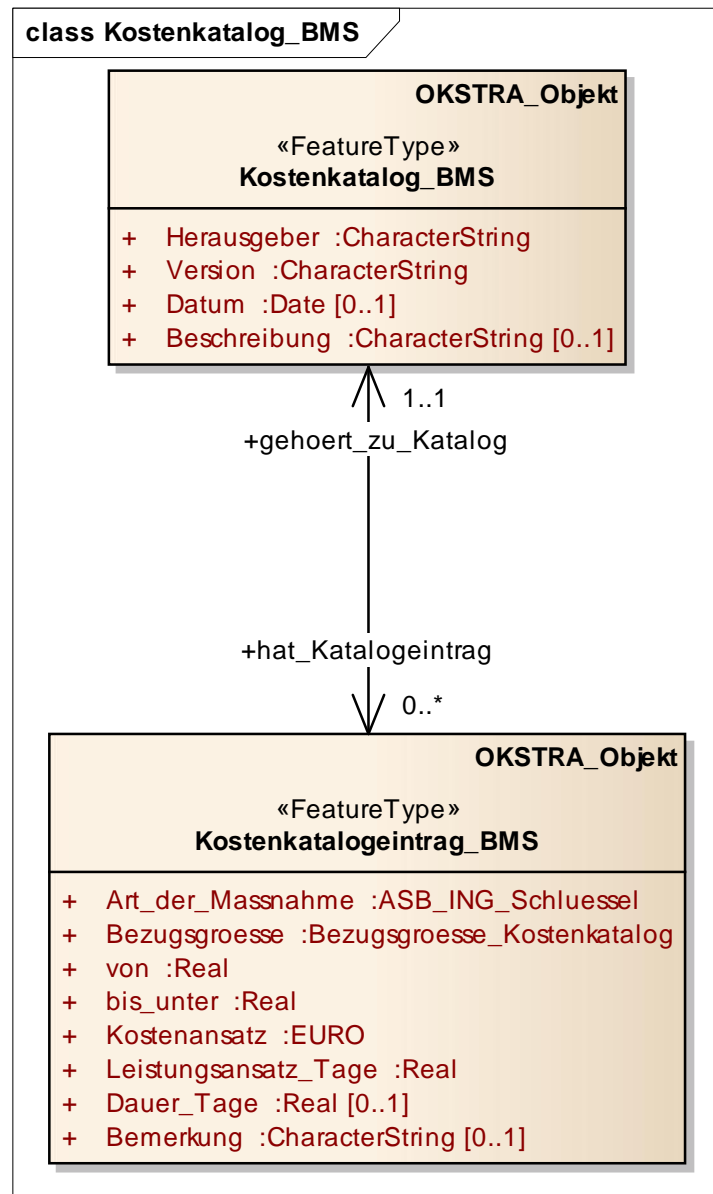 class Kostenkatalog_BMS
OKSTRA_Objekt
«FeatureType»
Kostenkatalog_BMS
+ Herausgeber :CharacterString
+ Version :CharacterString
+ Datum :Date [0..1]
+ Beschreibung :CharacterString [0..1]
1..1
+gehoert_zu_Katalog
+hat_Katalogeintrag
0..*
OKSTRA_Objekt
«FeatureType»
Kostenkatalogeintrag_BMS
+ Art_der_Massnahme :ASB_ING_Schluessel
+ Bezugsgroesse :Bezugsgroesse_Kostenkatalog
+ von :Real
+ bis_unter :Real
+ Kostenansatz :EURO
+ Leistungsansatz_Tage :Real
+ Dauer_Tage :Real [0..1]
+ Bemerkung :CharacterString [0..1]